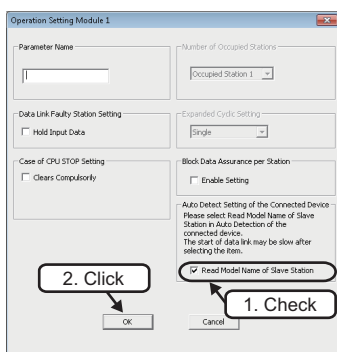 Operation Setting Module 1
Parameter Name
Number of Occupied Stations
Occupied Station 1
Data Link Faulty Station Setting
Hold Input Data
Expanded Cyclic Setting
Single
Case of CPU STOP Setting
Clears Compulsorily
Block Data Assurance per Station
Enable Setting
Auto Detect Setting of the Connected Device
Please select Read Model Name of Slave
Station in Auto Detection of the
connected device.
The start of data link may be slow after
selecting the item.
Read Model Name of Slave Station
2. Click
1. Check
OK
Cancel